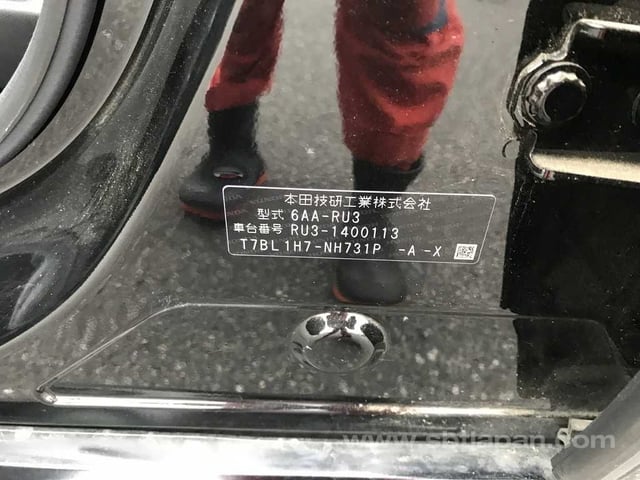 本田技研工業株式会社
型式 6AA-RU3
車台番号 RU3-1400113
T7BL 1H7-NH731P -A -X
www.sbtjapan.com